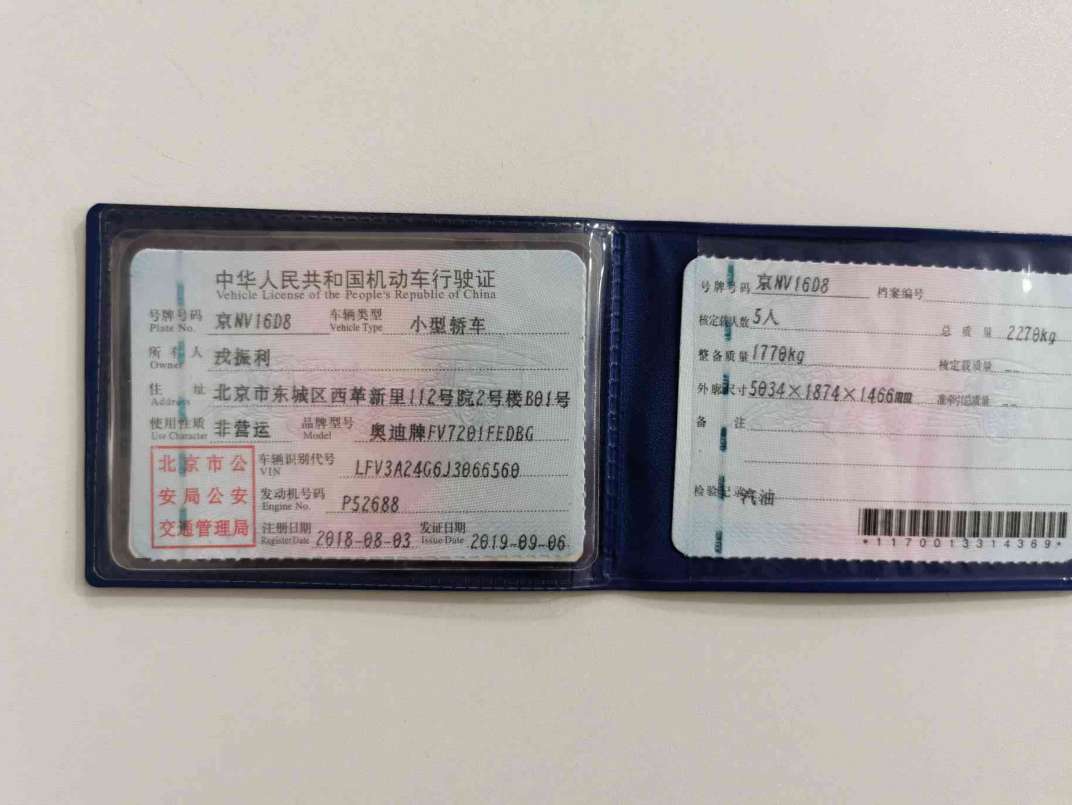 中华人民共和国机动车行驶证
Vehicle License of the People's Republic of China
号牌号码 京NV16D8 车辆类型 小型轿车
Plate No. Vehicle Type
所有人 戎振利
Owner
住址 北京市东城区西革新里112号院2号楼B01号
Address
使用性质 非营运 品牌型号 奥迪牌FV7201FEDBG
Use Character Model
北京市公
安局公安
交通管理局
车辆识别代号 LFV3A24G6J3066560
VIN
发动机号码 P52688
Engine No.
注册日期 2018-08-03 发证日期 2019-09-06
Register Date Issue Date
号牌号码 京NV16D8 档案编号
核定载人数 5人 总质量 2270kg
整备质量 1770kg 核定载质量 --
外廓尺寸 5034×1874×1466mm 准牵引总质量 --
备注
检验记录 汽油
*1170013314369*